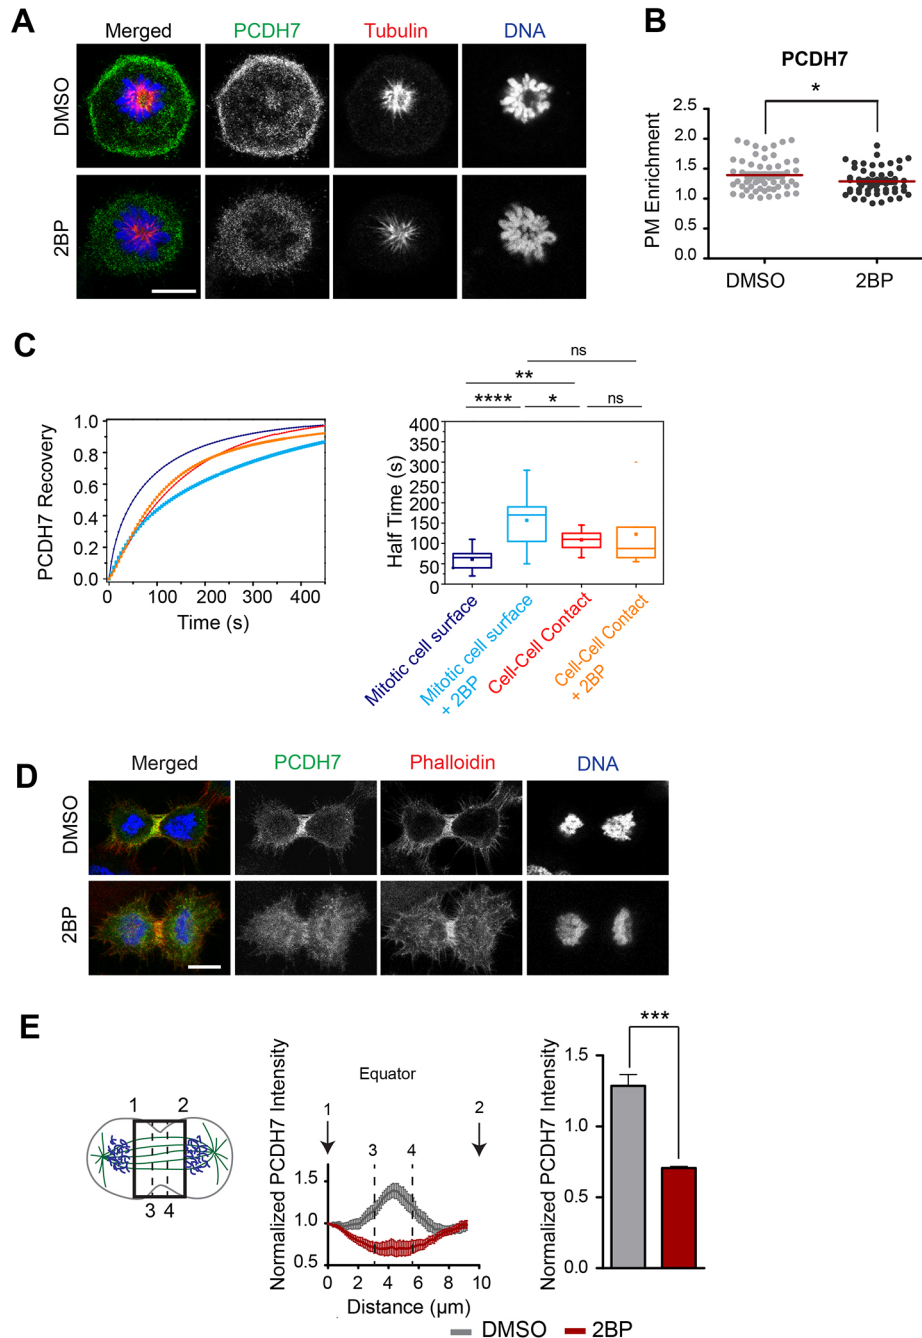 A
Merged PCDH7 Tubulin DNA
DMSO
2BP
B
PCDH7
*
PM Enrichment
2.5
2.0
1.5
1.0
0.5
0.0
DMSO 2BP
C
PCDH7 Recovery
1.0
0.8
0.6
0.4
0.2
0.0
0 100 200 300 400
Time (s)
ns
**
**** * ns
Half Time (s)
400
350
300
250
200
150
100
50
0
Mitotic cell surface
Mitotic cell surface
+ 2BP
Cell-Cell Contact
Cell-Cell Contact
+ 2BP
D
Merged PCDH7 Phalloidin DNA
DMSO
2BP
E
1 2
3 4
Normalized PCDH7 Intensity
Equator
1 2
3 4
1.5
1.0
0.5
0 2 4 6 8 10
Distance (µm)
Normalized PCDH7 Intensity
***
1.5
1.0
0.5
0.0
DMSO 2BP